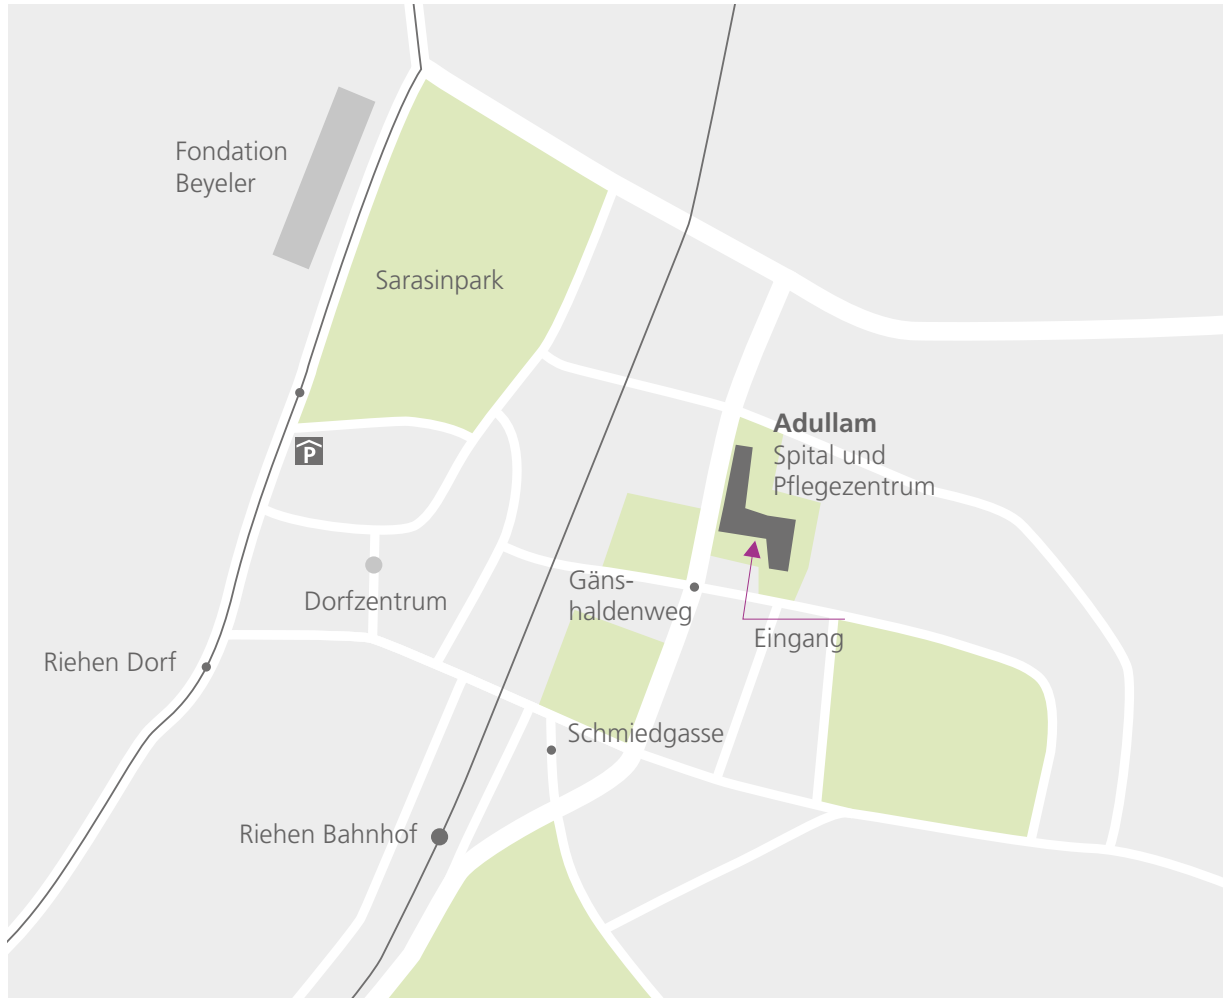 Fondation
Beyeler
Sarasinpark
P
Adullam
Spital und
Pflegezentrum
Gäns-
haldenweg
Dorfzentrum
Eingang
Riehen Dorf
Schmiedgasse
Riehen Bahnhof